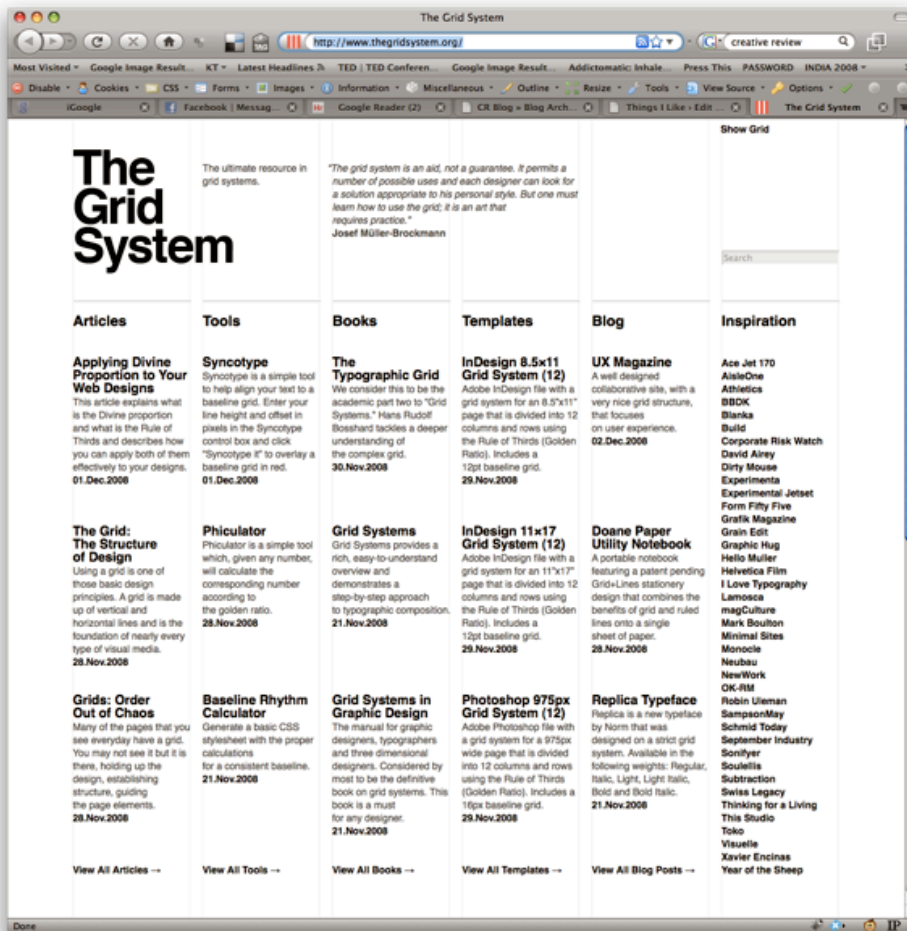 The Grid System
http://www.thegridsystem.org/
creative review
Most Visited
Google Image Result...
KT
Latest Headlines
TED | TED Conferen...
Google Image Result...
Addictomatic: Inhale...
Press This
PASSWORD
INDIA 2008
Disable
Cookies
CSS
Forms
Images
Information
Miscellaneous
Outline
Resize
Tools
View Source
Options
iGoogle
Facebook | Messag...
Google Reader (2)
CR Blog » Blog Arch...
Things I Like › Edit ...
The Grid System
Show Grid
The
Grid
System
The ultimate resource in
grid systems.
"The grid system is an aid, not a guarantee. It permits a
number of possible uses and each designer can look for
a solution appropriate to his personal style. But one must
learn how to use the grid; it is an art that
requires practice."
Josef Müller-Brockmann
Search
Articles
Applying Divine
Proportion to Your
Web Designs
This article explains what
is the Divine proportion
and what is the Rule of
Thirds and describes how
you can apply both of them
effectively to your designs.
01.Dec.2008
The Grid:
The Structure
of Design
Using a grid is one of
those basic design
principles. A grid is made
up of vertical and
horizontal lines and is the
foundation of nearly every
type of visual media.
28.Nov.2008
Grids: Order
Out of Chaos
Many of the pages that you
see everyday have a grid.
You may not see it but it is
there, holding up the
design, establishing
structure, guiding
the page elements.
28.Nov.2008
View All Articles →
Tools
Syncotype
Syncotype is a simple tool
to help align your text to a
baseline grid. Enter your
line height and offset in
pixels in the Syncotype
control box and click
"Syncotype it" to overlay a
baseline grid in red.
01.Dec.2008
Phiculator
Phiculator is a simple tool
which, given any number,
will calculate the
corresponding number
according to
the golden ratio.
28.Nov.2008
Baseline Rhythm
Calculator
Generate a basic CSS
stylesheet with the proper
calculations
for a consistent baseline.
21.Nov.2008
View All Tools →
Books
The
Typographic Grid
We consider this to be the
academic part two to "Grid
Systems." Hans Rudolf
Bosshard tackles a deeper
understanding of
the complex grid.
30.Nov.2008
Grid Systems
Grid Systems provides a
rich, easy-to-understand
overview and
demonstrates a
step-by-step approach
to typographic composition.
21.Nov.2008
Grid Systems in
Graphic Design
The manual for graphic
designers, typographers
and three dimensional
designers. Considered by
most to be the definitive
book on grid systems. This
book is a must
for any designer.
21.Nov.2008
View All Books →
Templates
InDesign 8.5×11
Grid System (12)
Adobe InDesign file with a
grid system for an 8.5"x11"
page that is divided into 12
columns and rows using
the Rule of Thirds (Golden
Ratio). Includes a
12pt baseline grid.
29.Nov.2008
InDesign 11×17
Grid System (12)
Adobe InDesign file with a
grid system for an 11"x17"
page that is divided into 12
columns and rows using
the Rule of Thirds (Golden
Ratio). Includes a
12pt baseline grid.
29.Nov.2008
Photoshop 975px
Grid System (12)
Adobe Photoshop file with
a grid system for a 975px
wide page that is divided
into 12 columns and rows
using the Rule of Thirds
(Golden Ratio). Includes a
16px baseline grid.
29.Nov.2008
View All Templates →
Blog
UX Magazine
A well designed
collaborative site, with a
very nice grid structure,
that focuses
on user experience.
02.Dec.2008
Doane Paper
Utility Notebook
A portable notebook
featuring a patent pending
Grid+Lines stationery
design that combines the
benefits of grid and ruled
lines onto a single
sheet of paper.
28.Nov.2008
Replica Typeface
Replica is a new typeface
by Norm that was
designed on a strict grid
system. Available in the
following weights: Regular,
Italic, Light, Light Italic,
Bold and Bold Italic.
21.Nov.2008
View All Blog Posts →
Inspiration
Ace Jet 170
AisleOne
Athletics
BBDK
Blanka
Build
Corporate Risk Watch
David Airey
Dirty Mouse
Experimenta
Experimental Jetset
Form Fifty Five
Grafik Magazine
Grain Edit
Graphic Hug
Hello Muller
Helvetica Film
I Love Typography
Lamosca
magCulture
Mark Boulton
Minimal Sites
Monocle
Neubau
NewWork
OK-RM
Robin Uleman
SampsonMay
Schmid Today
September Industry
Sonifyer
Soulellis
Subtraction
Swiss Legacy
Thinking for a Living
This Studio
Toko
Visuelle
Xavier Encinas
Year of the Sheep
Done
IP